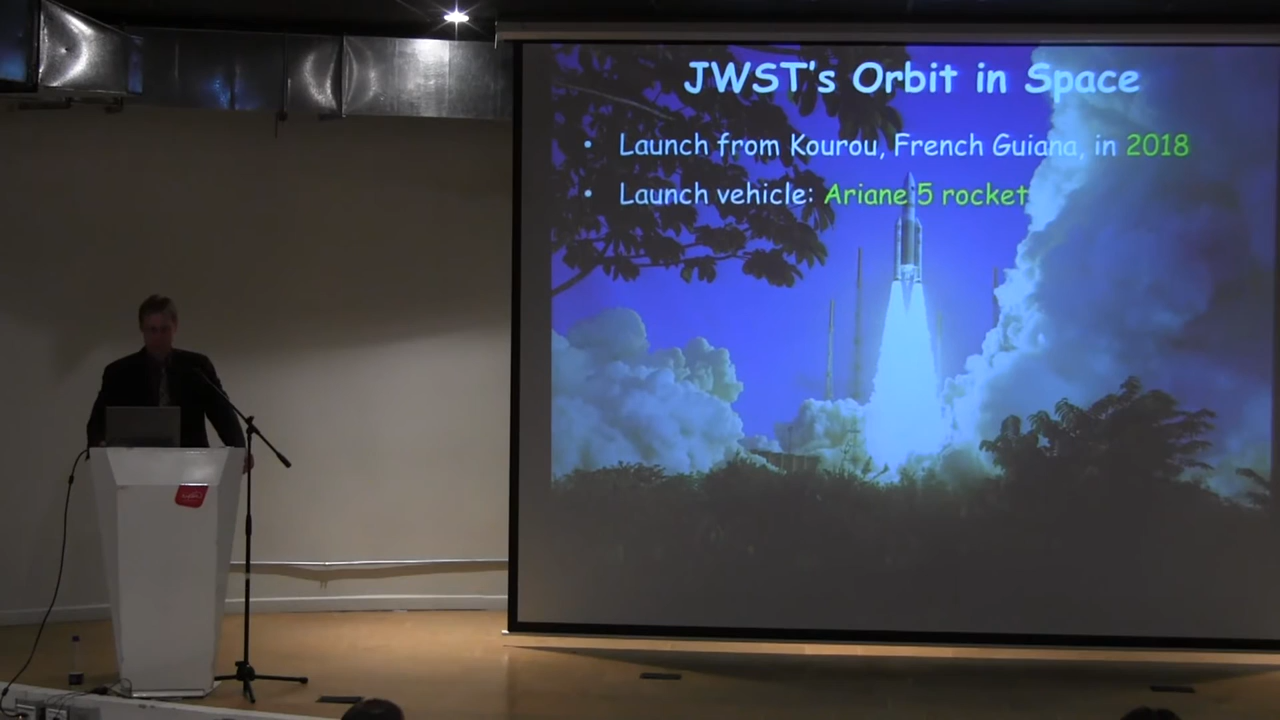 JWST's Orbit in Space
• Launch from Kourou, French Guiana, in 2018
• Launch vehicle: Ariane 5 rocket